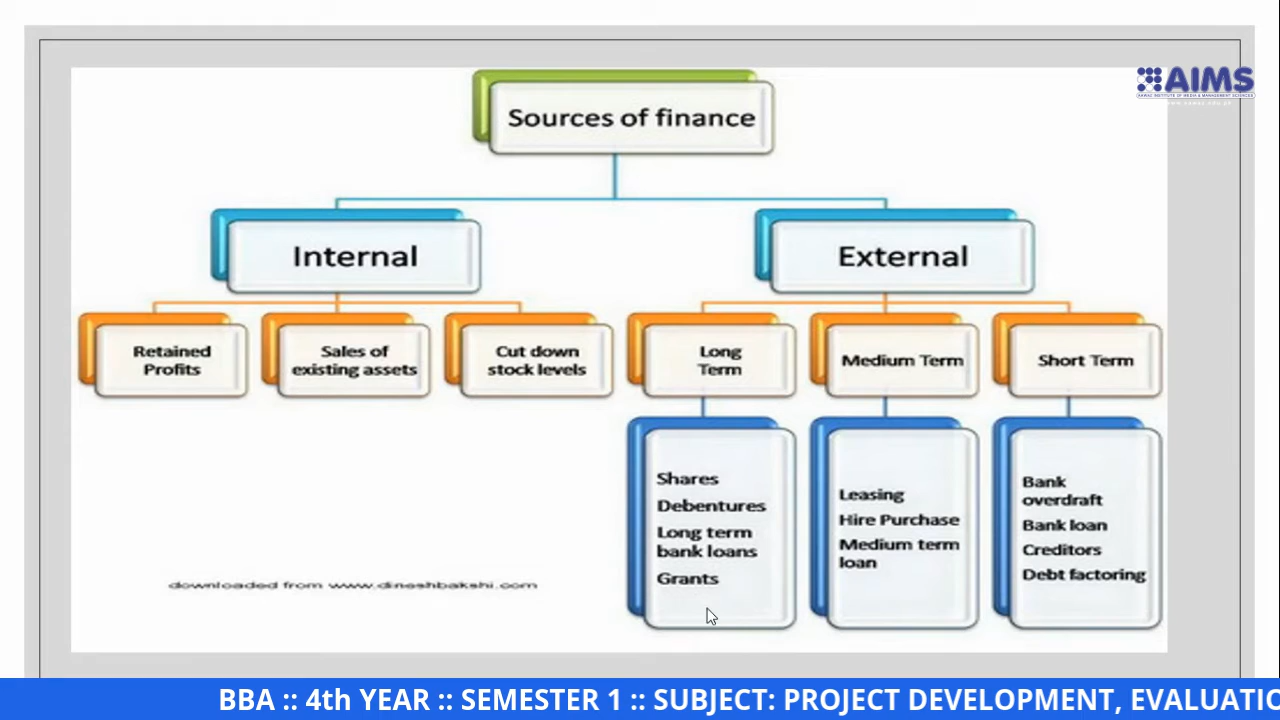 AIMS
Sources of finance
Internal
External
Retained
Profits
Sales of
existing assets
Cut down
stock levels
Long
Term
Medium Term
Short Term
Shares
Debentures
Long term
bank loans
Grants
Leasing
Hire Purchase
Medium term
loan
Bank
overdraft
Bank loan
Creditors
Debt factoring
downloaded from www.dineshbakshi.com
BBA :: 4th YEAR :: SEMESTER 1 :: SUBJECT: PROJECT DEVELOPMENT, EVALUATIO